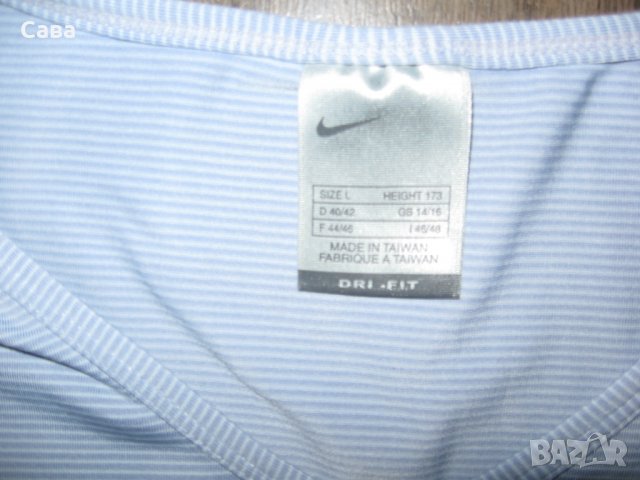 Сава
SIZE L HEIGHT 173
D 40/42 GB 14/16
F 44/46 I 46/48
MADE IN TAIWAN
FABRIQUE A TAIWAN
DRI-FIT
BAZAR